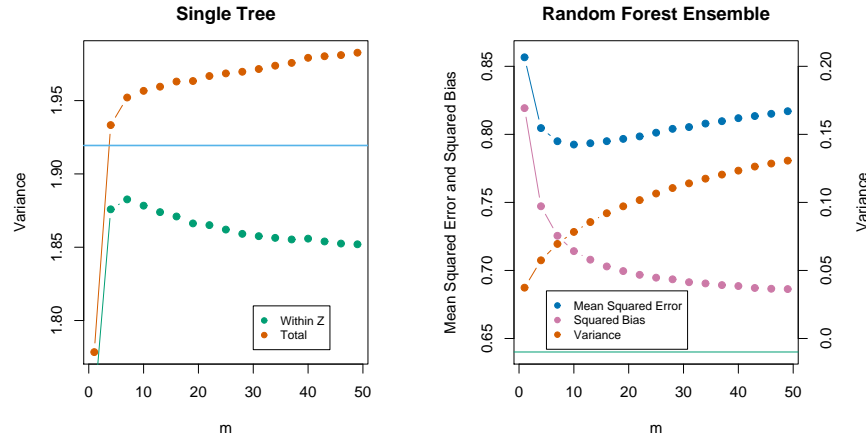 Single Tree
Variance
1.80 1.85 1.90 1.95
Within Z
Total
0 10 20 30 40 50
m
Random Forest Ensemble
Mean Squared Error and Squared Bias
0.65 0.70 0.75 0.80 0.85
Mean Squared Error
Squared Bias
Variance
0.0 0.05 0.10 0.15 0.20
Variance
0 10 20 30 40 50
m